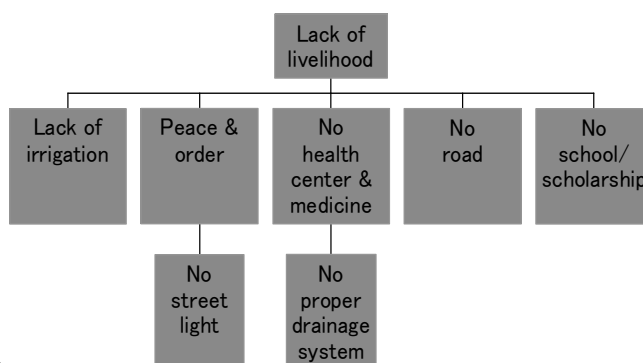 Lack of
livelihood
Lack of
irrigation
Peace &
order
No
health
center &
medicine
No
road
No
school/
scholarship
No
street
light
No
proper
drainage
system